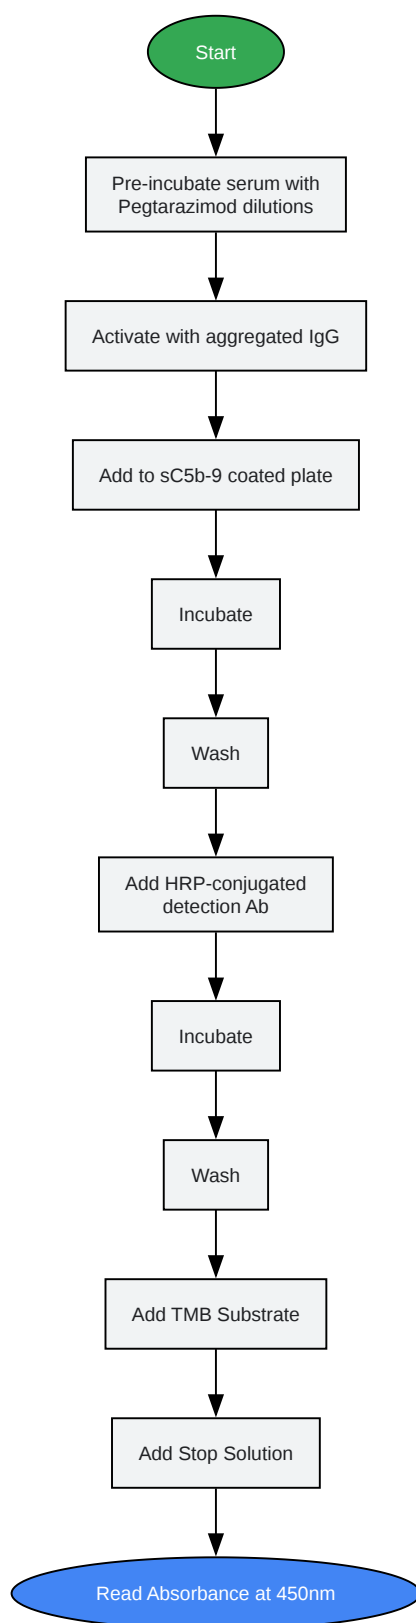 Start
Pre-incubate serum with
Pegtarazimod dilutions
Activate with aggregated IgG
Add to sC5b-9 coated plate
Incubate
Wash
Add HRP-conjugated
detection Ab
Incubate
Wash
Add TMB Substrate
Add Stop Solution
Read Absorbance at 450nm